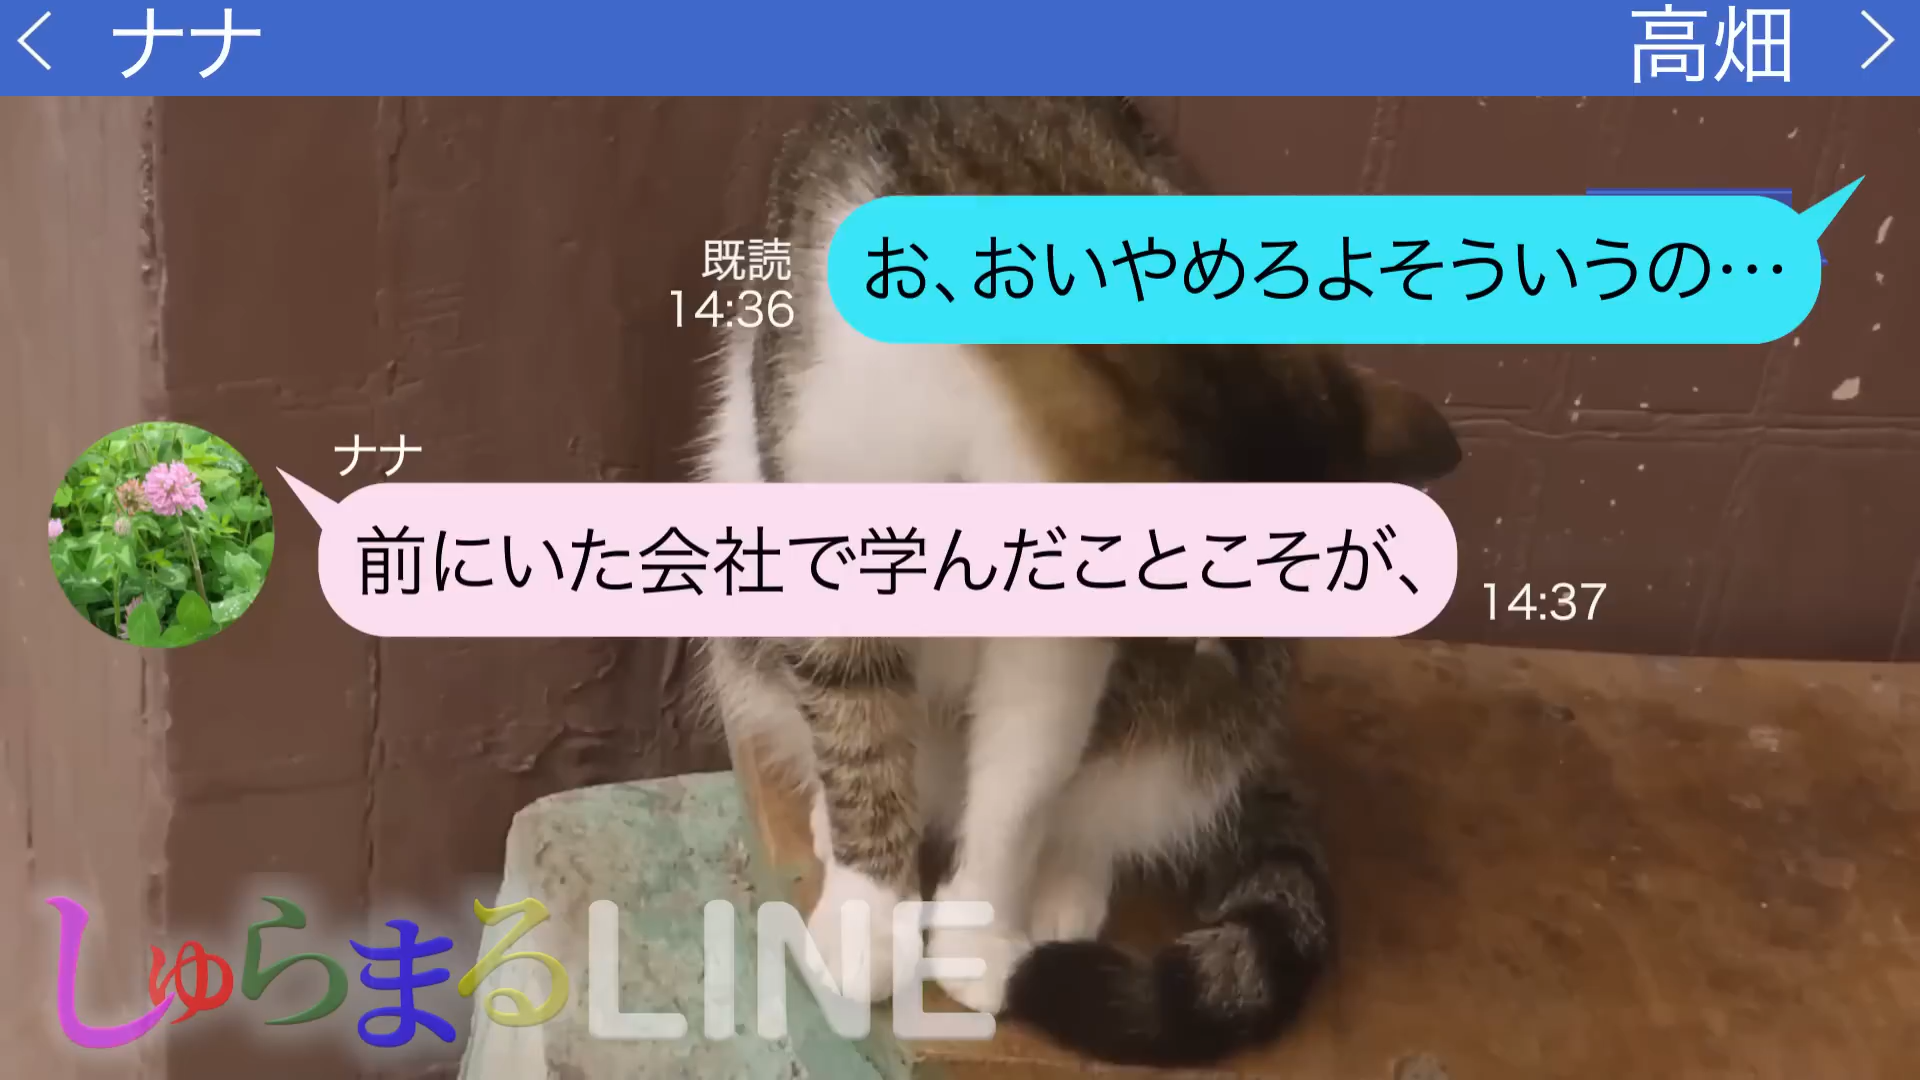 ナナ
高畑
お、おいやめろよそういうの…
既読
14:36
ナナ
前にいた会社で学んだことこそが、
14:37
しゅらまるLINE